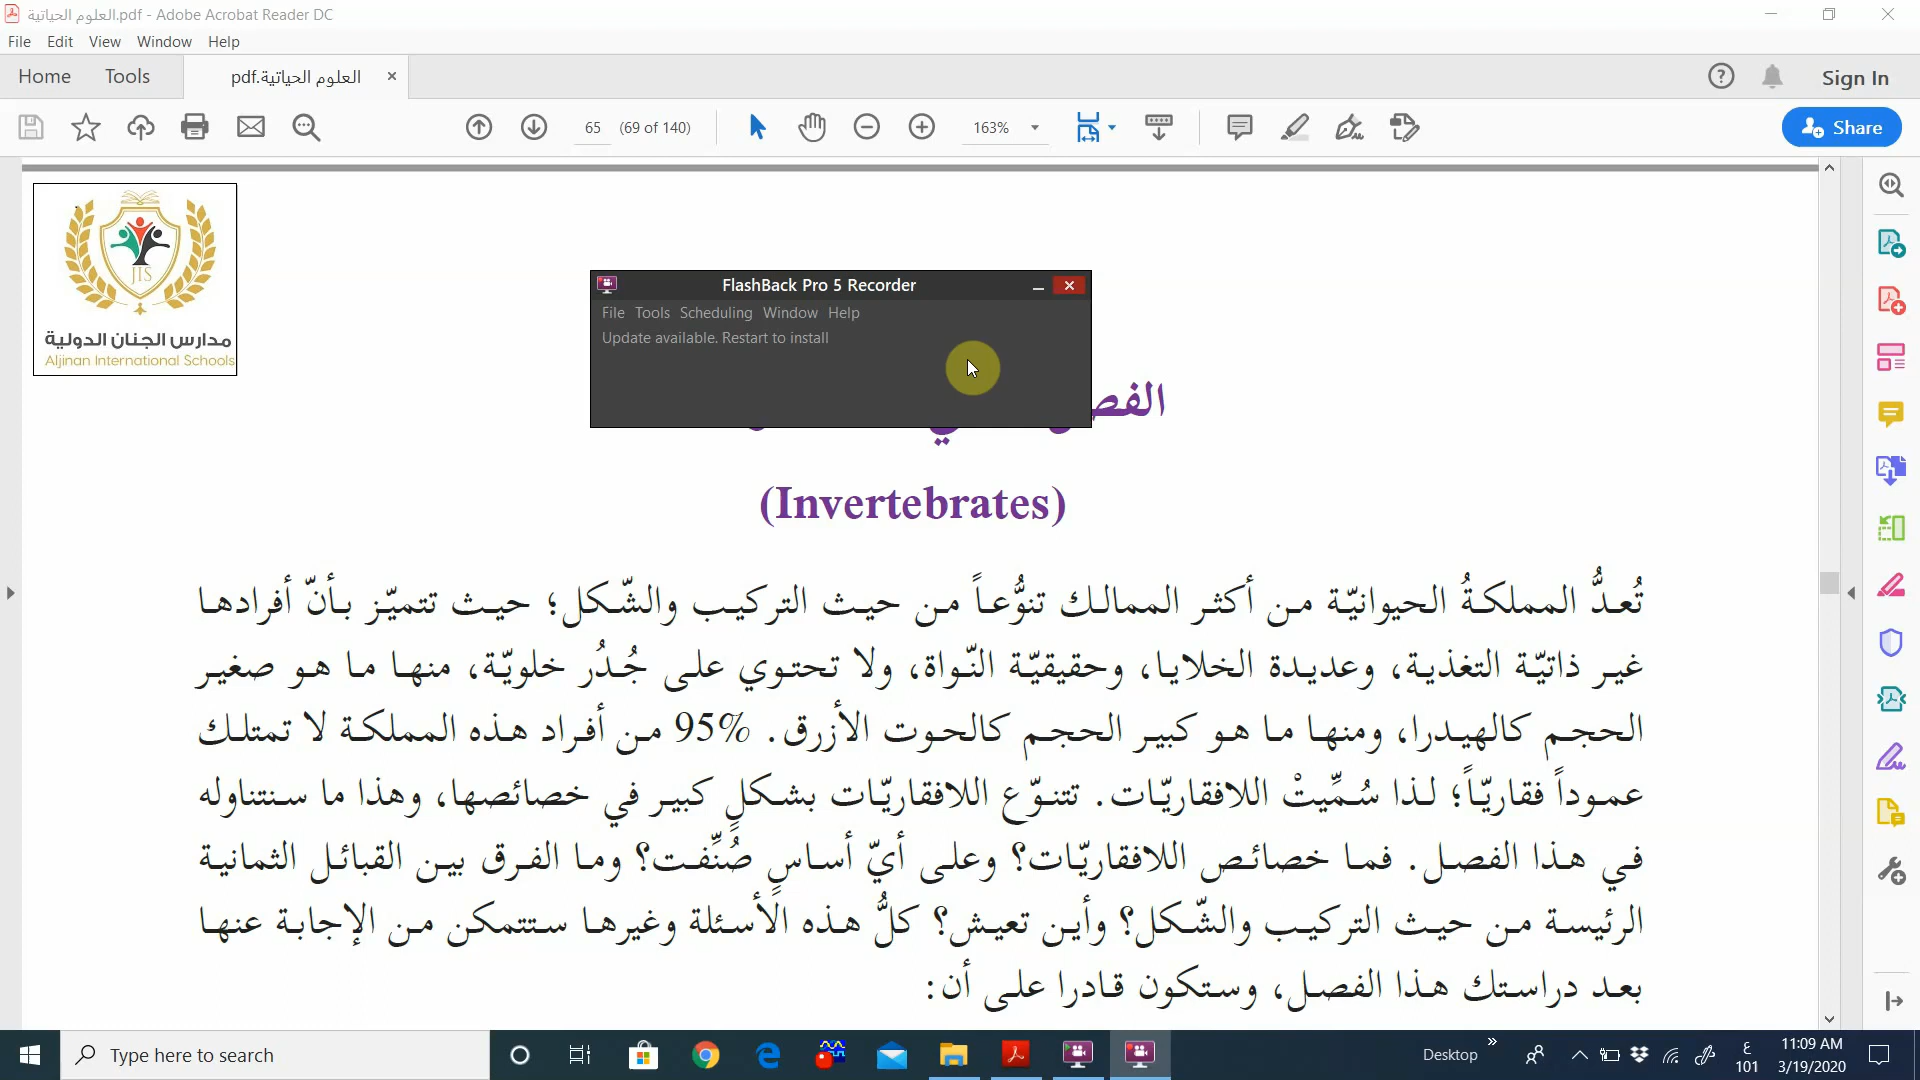 العلوم الحياتية.pdf - Adobe Acrobat Reader DC
File Edit View Window Help
Home Tools العلوم الحياتية.pdf Sign In
65 (69 of 140) 163% Share
JIS
مدارس الجنان الدولية
Aljinan International Schools
FlashBack Pro 5 Recorder
File Tools Scheduling Window Help
Update available. Restart to install
(Invertebrates)
تُعدُّ المملكةُ الحيوانيّة من أكثر الممالك تنوُّعاً من حيث التركيب والشّكل؛ حيث تتميّز بأنّ أفرادها
غير ذاتيّة التغذية، وعديدة الخلايا، وحقيقيّة النّواة، ولا تحتوي على جُدُر خلويّة، منها ما هو صغير
الحجم كالهيدرا، ومنها ما هو كبير الحجم كالحوت الأزرق. 95% من أفراد هذه المملكة لا تمتلك
عموداً فقاريّاً؛ لذا سُمِّيتْ اللافقاريّات. تتنوّع اللافقاريّات بشكلٍ كبير في خصائصها، وهذا ما سنتناوله
في هذا الفصل. فما خصائص اللافقاريّات؟ وعلى أيّ أساسٍ صُنِّفت؟ وما الفرق بين القبائل الثمانية
الرئيسة من حيث التركيب والشّكل؟ وأين تعيش؟ كلُّ هذه الأسئلة وغيرها ستتمكن من الإجابة عنها
بعد دراستك هذا الفصل، وستكون قادرا على أن:
Type here to search
Desktop
ع
101
11:09 AM
3/19/2020